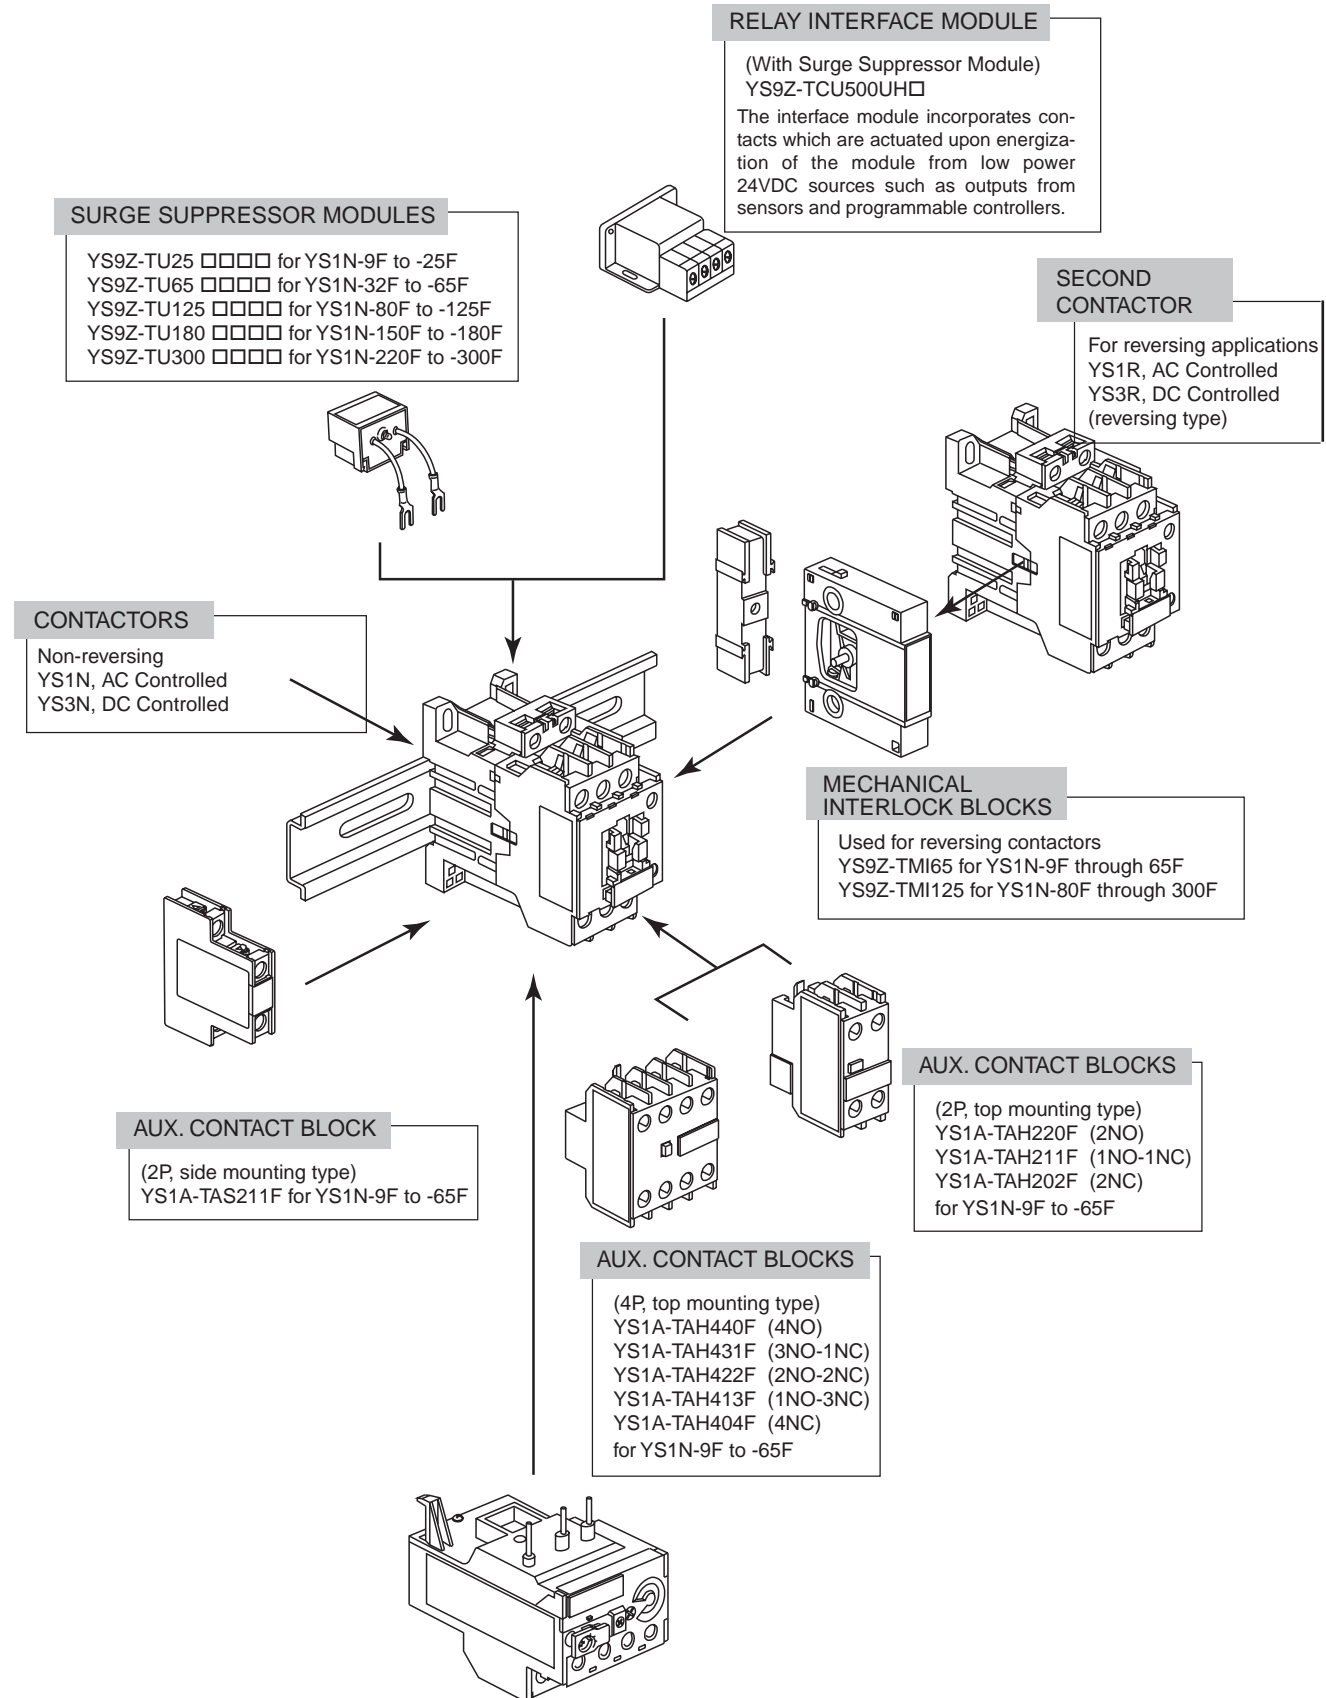 RELAY INTERFACE MODULE
(With Surge Suppressor Module)
YS9Z-TCU500UH□
The interface module incorporates con-
tacts which are actuated upon energiza-
tion of the module from low power
24VDC sources such as outputs from
sensors and programmable controllers.
SURGE SUPPRESSOR MODULES
YS9Z-TU25 □□□□ for YS1N-9F to -25F
YS9Z-TU65 □□□□ for YS1N-32F to -65F
YS9Z-TU125 □□□□ for YS1N-80F to -125F
YS9Z-TU180 □□□□ for YS1N-150F to -180F
YS9Z-TU300 □□□□ for YS1N-220F to -300F
SECOND
CONTACTOR
For reversing applications
YS1R, AC Controlled
YS3R, DC Controlled
(reversing type)
CONTACTORS
Non-reversing
YS1N, AC Controlled
YS3N, DC Controlled
MECHANICAL
INTERLOCK BLOCKS
Used for reversing contactors
YS9Z-TMI65 for YS1N-9F through 65F
YS9Z-TMI125 for YS1N-80F through 300F
AUX. CONTACT BLOCK
(2P, side mounting type)
YS1A-TAS211F for YS1N-9F to -65F
AUX. CONTACT BLOCKS
(2P, top mounting type)
YS1A-TAH220F (2NO)
YS1A-TAH211F (1NO-1NC)
YS1A-TAH202F (2NC)
for YS1N-9F to -65F
AUX. CONTACT BLOCKS
(4P, top mounting type)
YS1A-TAH440F (4NO)
YS1A-TAH431F (3NO-1NC)
YS1A-TAH422F (2NO-2NC)
YS1A-TAH413F (1NO-3NC)
YS1A-TAH404F (4NC)
for YS1N-9F to -65F